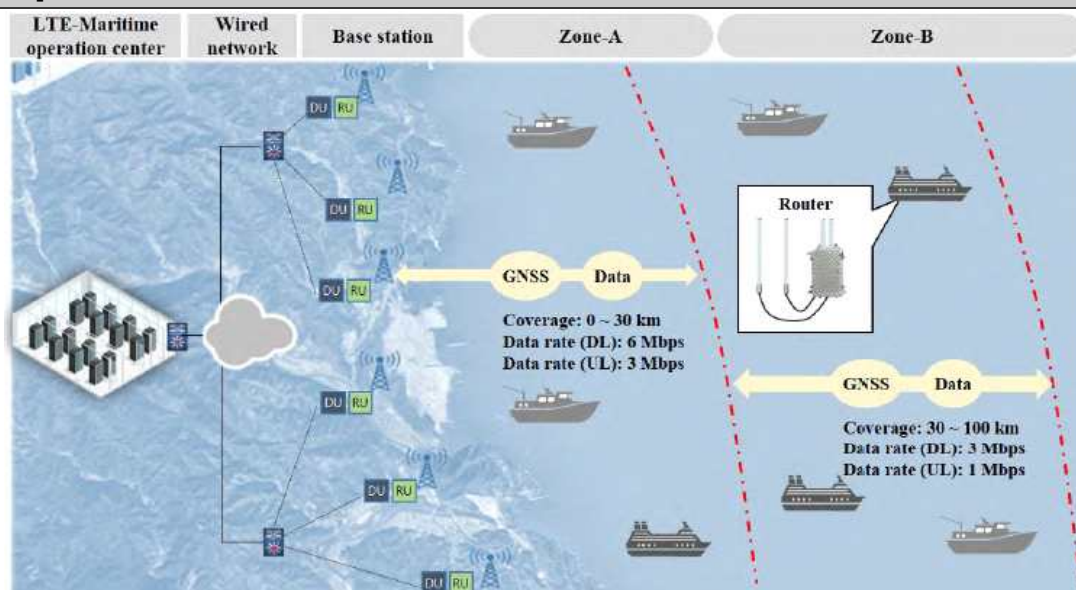 LTE-Maritime
operation center
Wired
network
Base station
Zone-A
Zone-B
DU RU
DU RU
DU RU
DU RU
DU RU
DU RU
Router
GNSS
Data
Coverage: 0 ~ 30 km
Data rate (DL): 6 Mbps
Data rate (UL): 3 Mbps
GNSS
Data
Coverage: 30 ~ 100 km
Data rate (DL): 3 Mbps
Data rate (UL): 1 Mbps